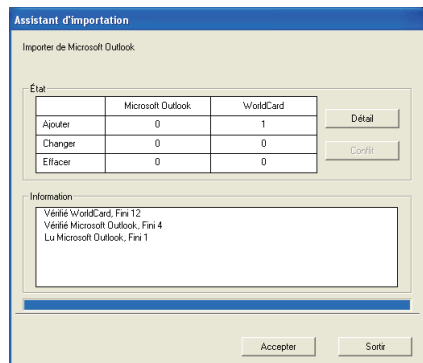 Assistant d'importation
Importer de Microsoft Outlook
État
Microsoft Outlook WorldCard
Ajouter 0 1
Changer 0 0
Effacer 0 0
Détail
Conflit
Information
Vérifié WorldCard, Fini 12
Vérifié Microsoft Outlook, Fini 4
Lu Microsoft Outlook, Fini 1
Accepter Sortir